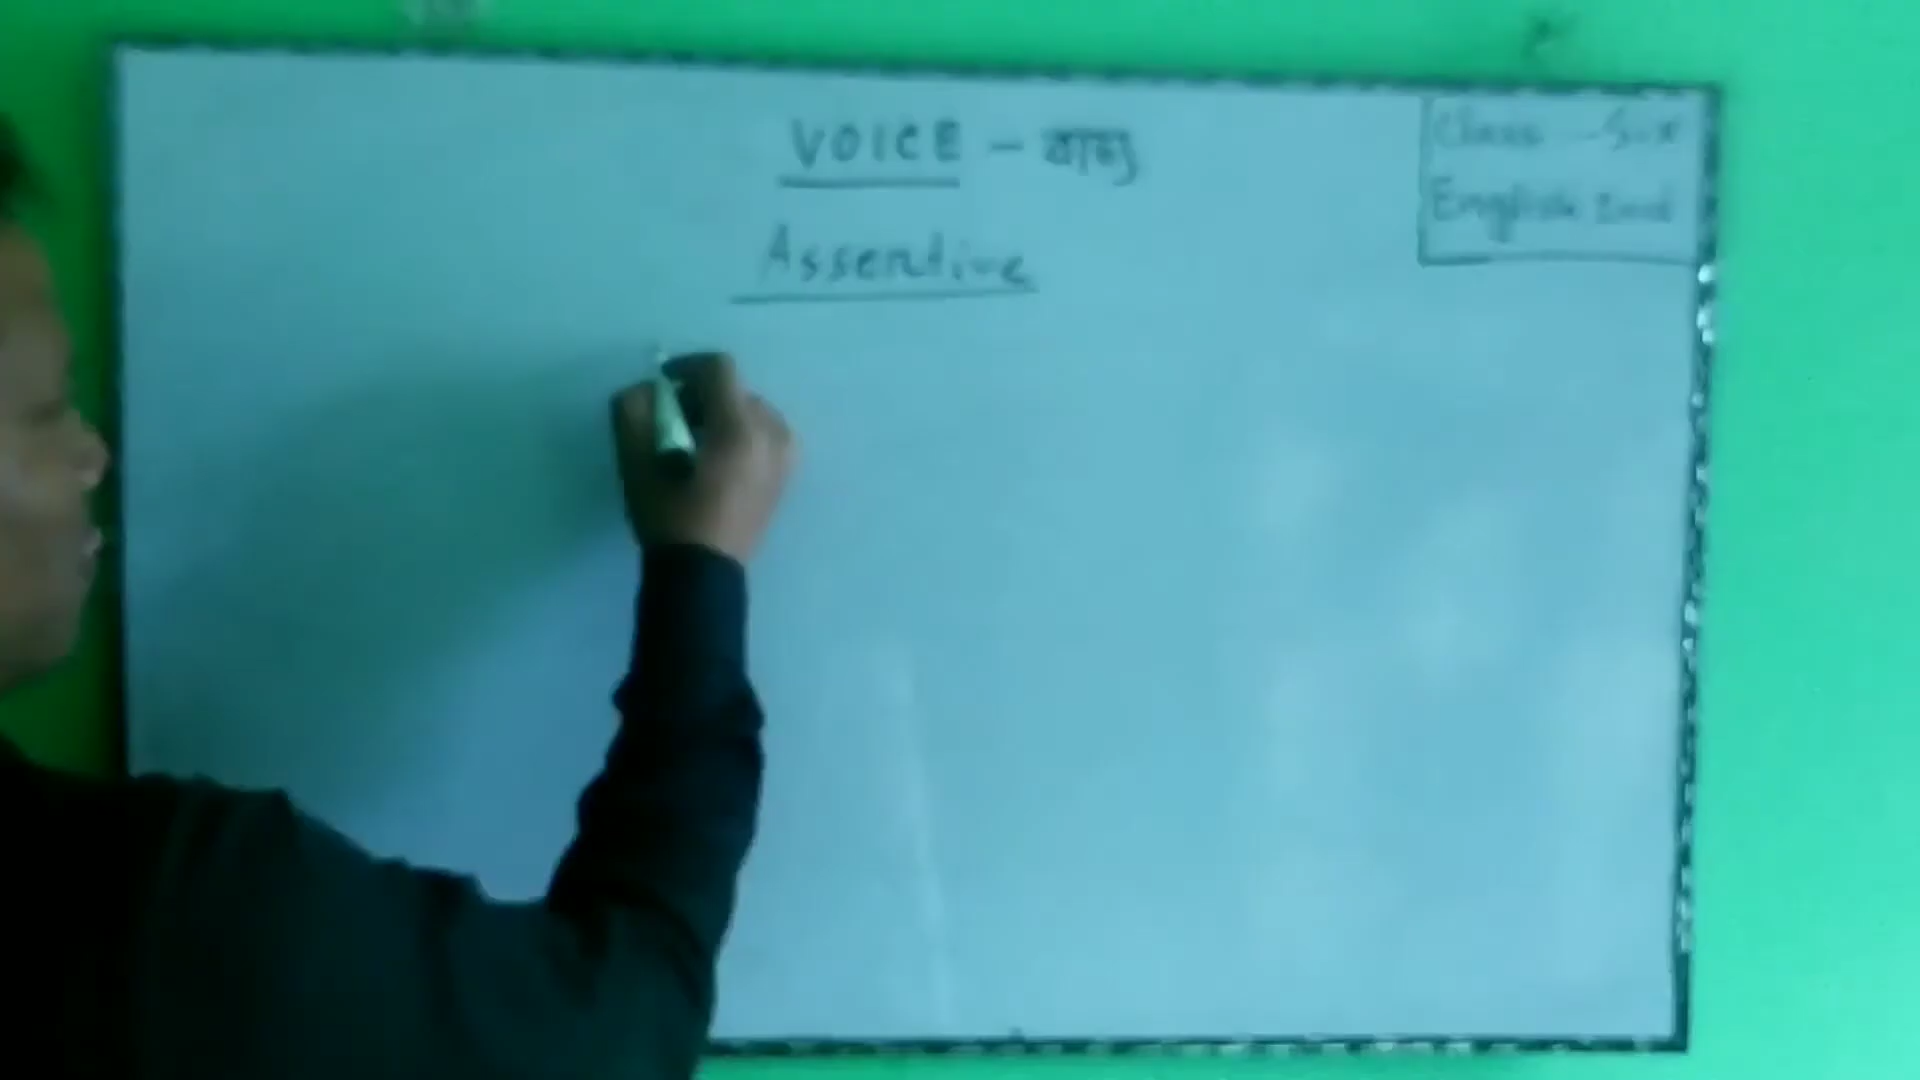 VOICE - বাচ্য
Assertive
Class - Six
English 2nd